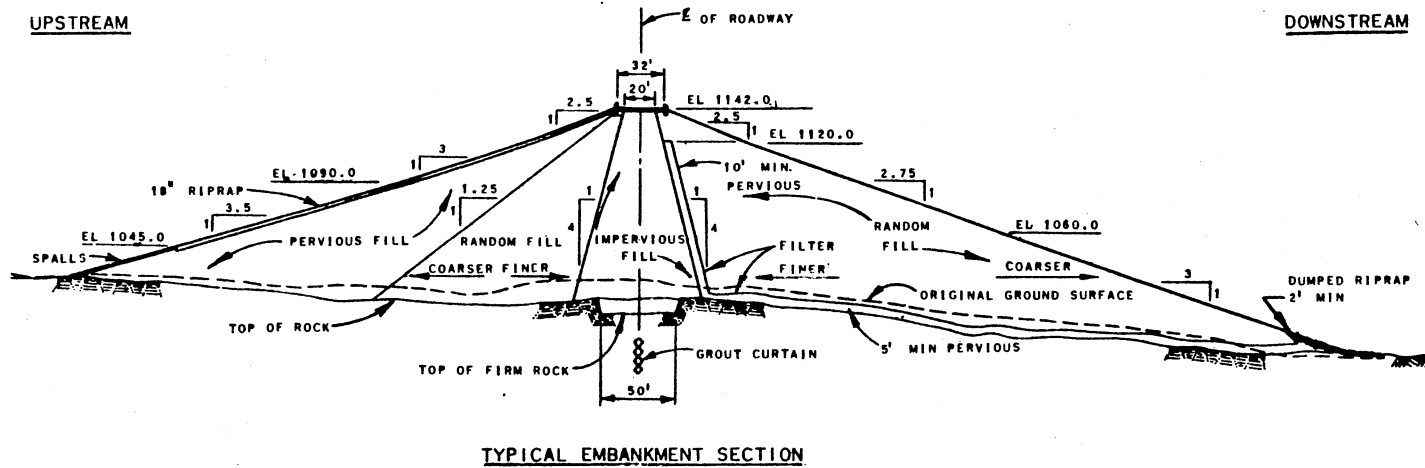 UPSTREAM
℄ OF ROADWAY
DOWNSTREAM
32'
20'
2.5
1
EL 1142.0
2.5
1
EL 1120.0
3
1
10' MIN.
PERVIOUS
EL 1090.0
18" RIPRAP
1.25
1
1
4
1
4
2.75
1
3.5
1
EL 1045.0
SPALLS
PERVIOUS FILL
RANDOM FILL
IMPERVIOUS
FILL
FILTER
RANDOM
FILL
EL 1060.0
COARSER FINER
FINER
COARSER
3
1
DUMPED RIPRAP
2' MIN
ORIGINAL GROUND SURFACE
TOP OF ROCK
5' MIN PERVIOUS
GROUT CURTAIN
TOP OF FIRM ROCK
50'
TYPICAL EMBANKMENT SECTION